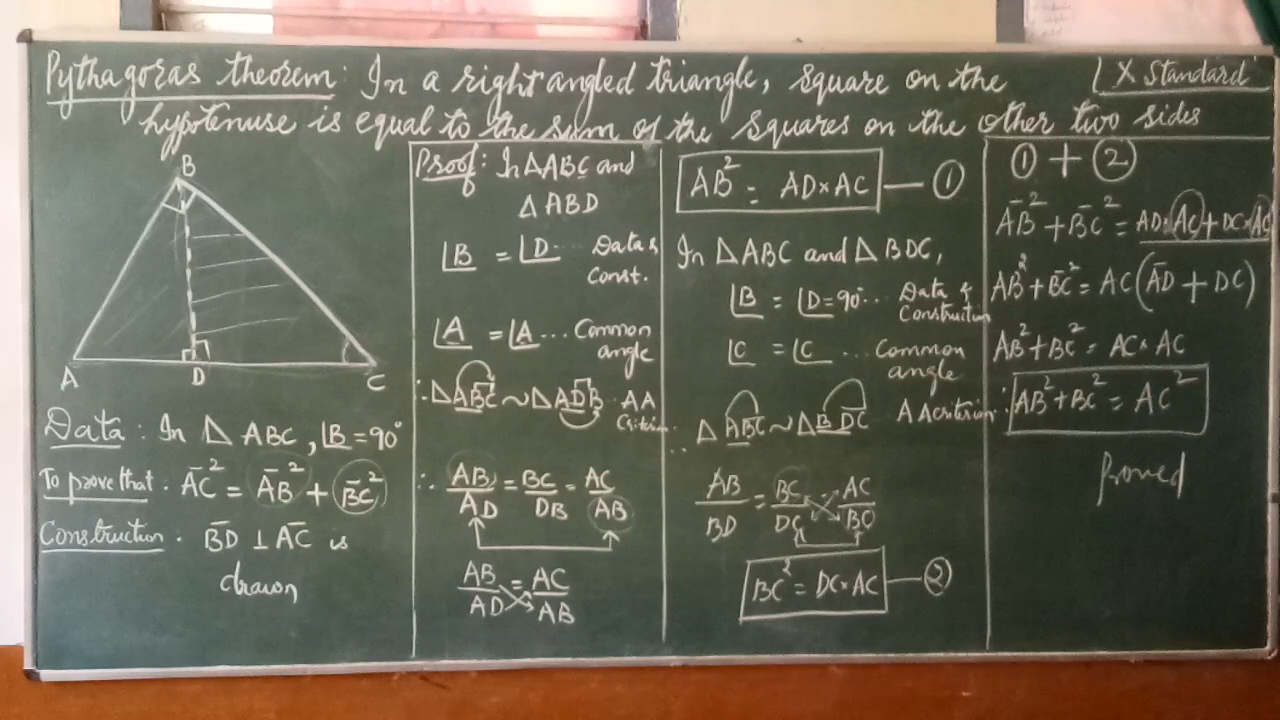 Pythagoras theorem: In a right angled triangle, square on the
X Standard
hypotenuse is equal to the sum of the squares on the other two sides
B
A
D
C
Data: In △ ABC, ∠B = 90°
To prove that. AC² = AB² + BC²
Construction. BD ⊥ AC is
drawn
Proof: In △ABC and
△ ABD
∠B = ∠D... Data &
Const.
∠A = ∠A... Common
angle
∴ △ABC ~ △ADB. AA
Criterion.
∴ AB/AD = BC/DB = AC/AB
AB/AD = AC/AB
AB² = AD×AC — ①
In △ABC and △BDC,
∠B = ∠D = 90°... Data &
Construction
∠C = ∠C ... Common
angle
∴ △ ABC ~ △BDC AA criterion
AB/BD = BC/DC = AC/BC
BC² = DC×AC — ②
① + ②
AB² + BC² = AD×AC + DC×AC
AB² + BC² = AC(AD + DC)
AB² + BC² = AC×AC
∴ AB² + BC² = AC²
Proved